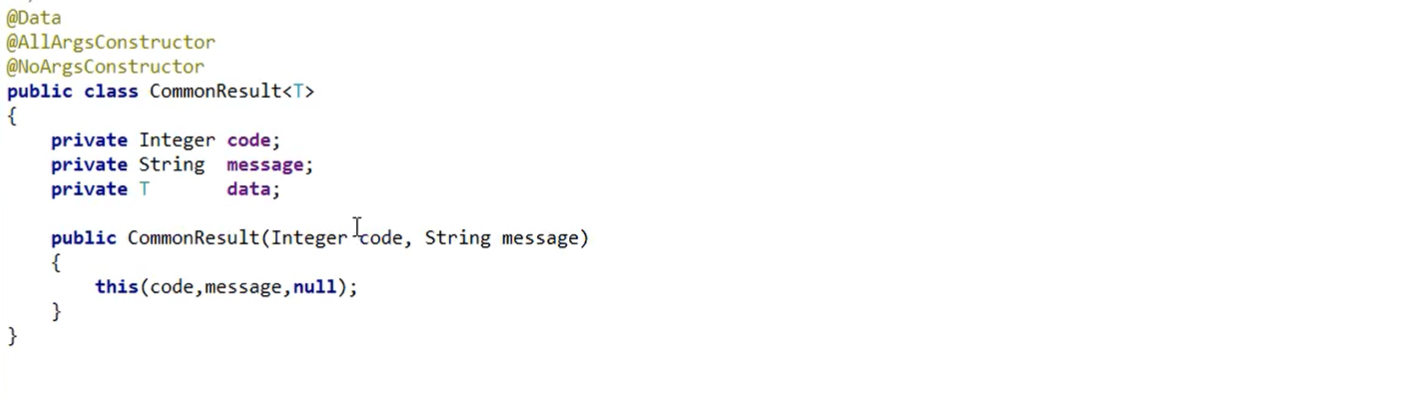 @Data
@AllArgsConstructor
@NoArgsConstructor
public class CommonResult<T>
{
    private Integer code;
    private String  message;
    private T       data;

    public CommonResult(Integer code, String message)
    {
        this(code,message,null);
    }
}